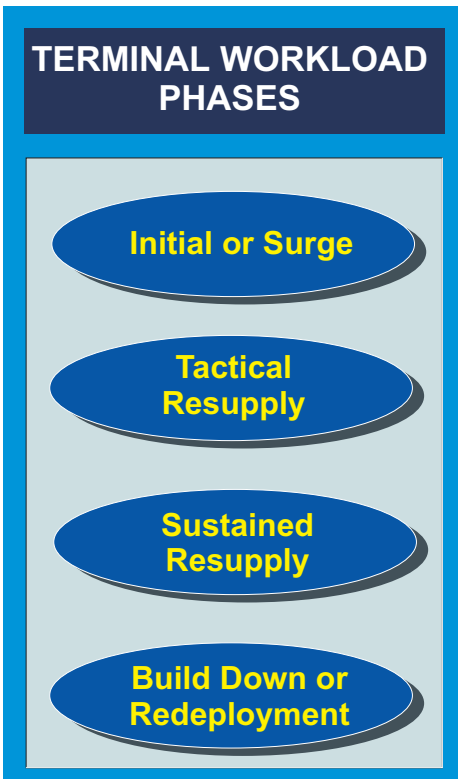 TERMINAL WORKLOAD
PHASES
Initial or Surge
Tactical
Resupply
Sustained
Resupply
Build Down or
Redeployment